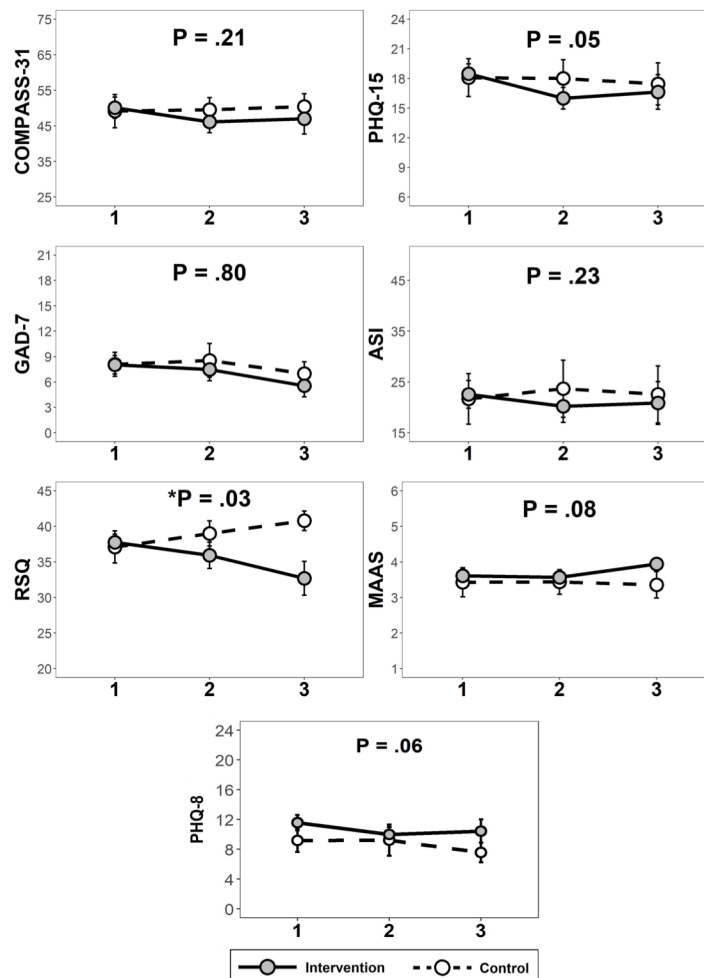 COMPASS-31
75
65
55
45
35
25
P = .21
1 2 3
PHQ-15
24
21
18
15
12
9
6
P = .05
1 2 3
GAD-7
21
18
15
12
9
6
3
0
P = .80
1 2 3
ASI
45
35
25
15
P = .23
1 2 3
RSQ
45
40
35
30
25
20
*P = .03
1 2 3
MAAS
6
5
4
3
2
1
P = .08
1 2 3
PHQ-8
24
20
16
12
8
4
0
P = .06
1 2 3
Intervention Control